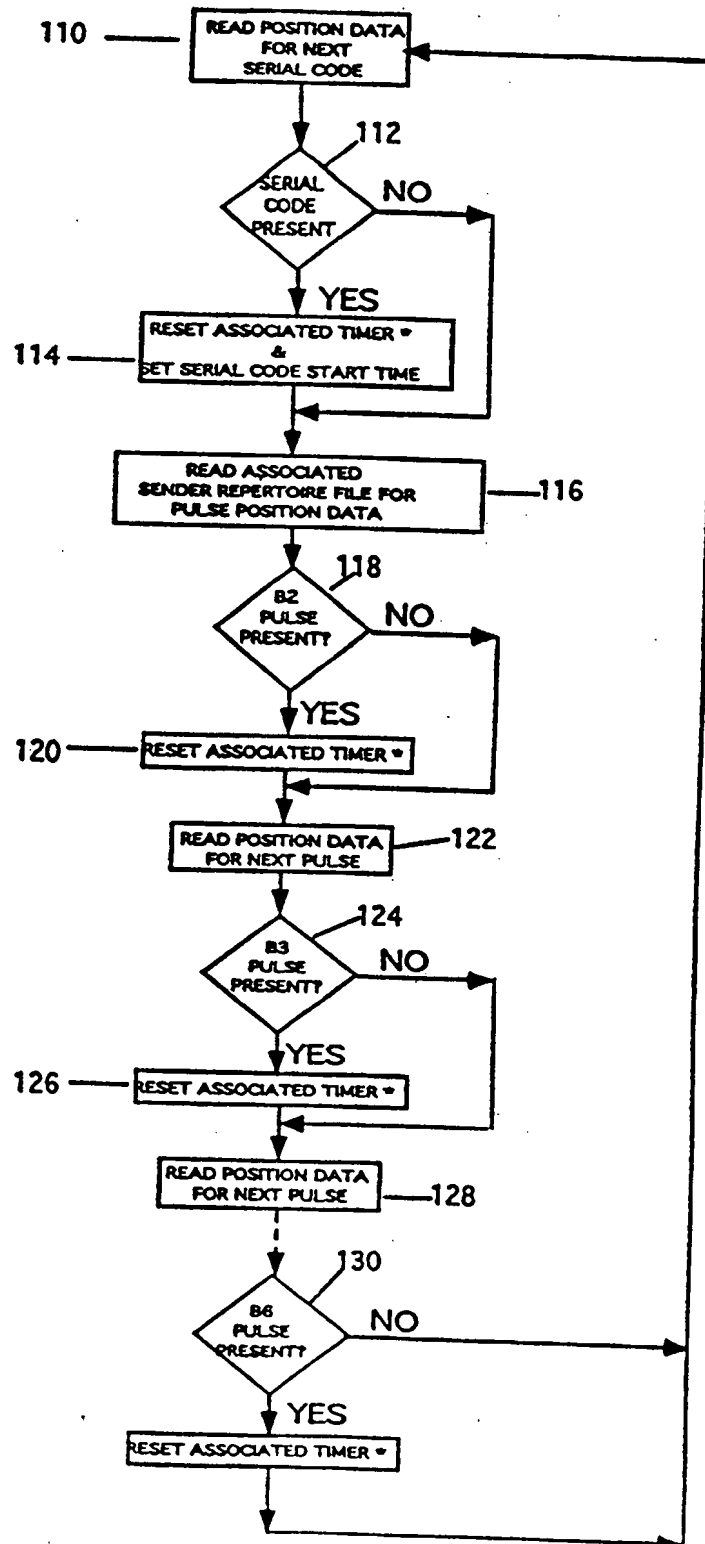 110
READ POSITION DATA
FOR NEXT
SERIAL CODE
112
SERIAL
CODE
PRESENT
NO
YES
114
RESET ASSOCIATED TIMER *
&
SET SERIAL CODE START TIME
READ ASSOCIATED
SENDER REPERTOIRE FILE FOR
PULSE POSITION DATA
116
118
B2
PULSE
PRESENT?
NO
YES
120
RESET ASSOCIATED TIMER *
READ POSITION DATA
FOR NEXT PULSE
122
124
B3
PULSE
PRESENT?
NO
YES
126
RESET ASSOCIATED TIMER *
READ POSITION DATA
FOR NEXT PULSE
128
130
B6
PULSE
PRESENT?
NO
YES
RESET ASSOCIATED TIMER *